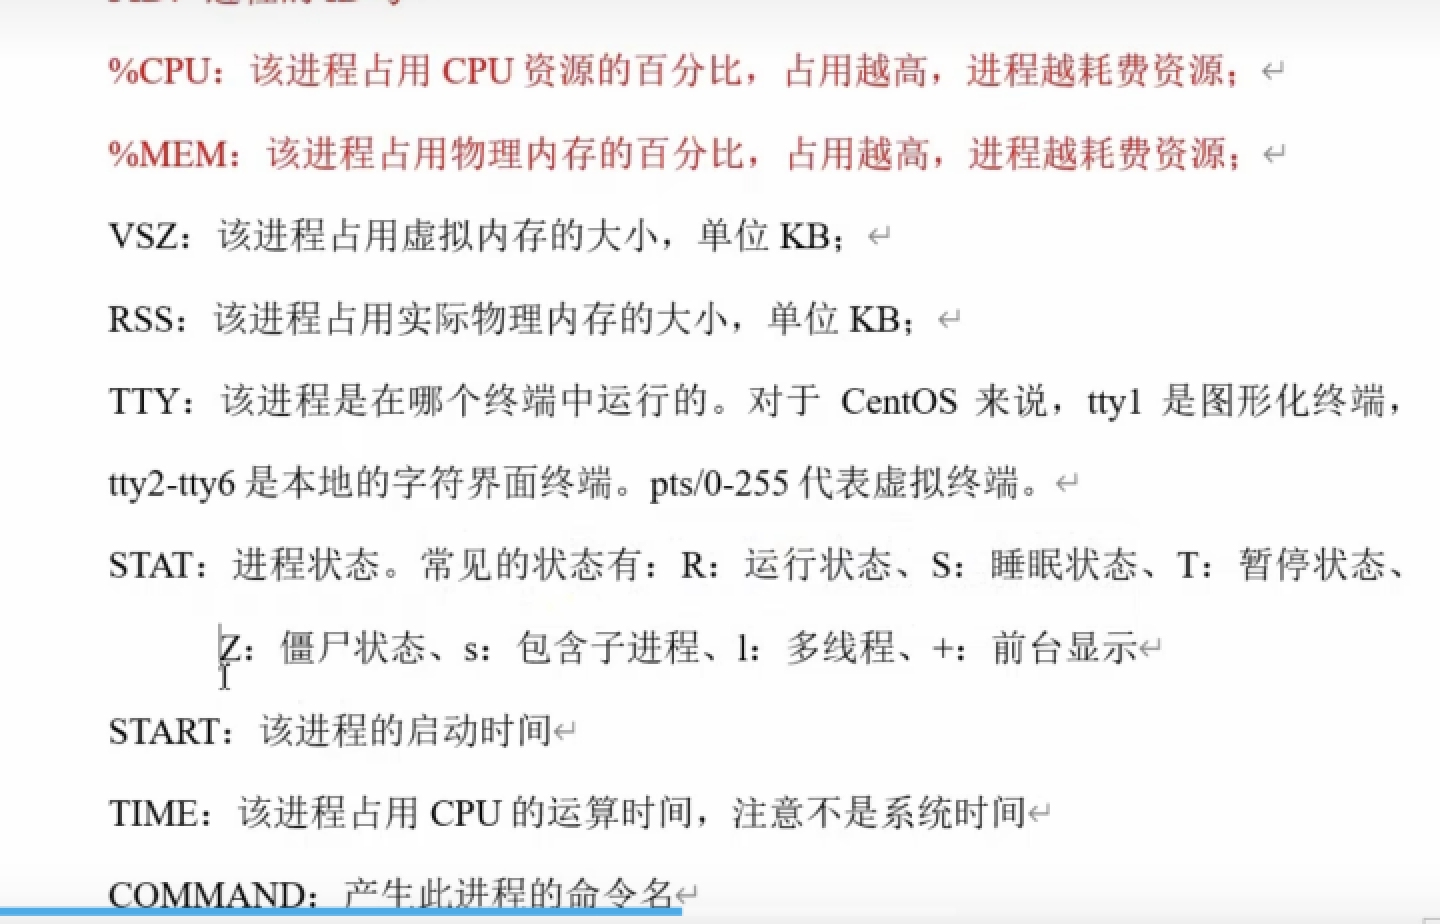 %CPU：该进程占用 CPU 资源的百分比，占用越高，进程越耗费资源；
%MEM：该进程占用物理内存的百分比，占用越高，进程越耗费资源；
VSZ：该进程占用虚拟内存的大小，单位 KB；
RSS：该进程占用实际物理内存的大小，单位 KB；
TTY：该进程是在哪个终端中运行的。对于 CentOS 来说，tty1 是图形化终端，
tty2-tty6 是本地的字符界面终端。pts/0-255 代表虚拟终端。
STAT：进程状态。常见的状态有：R：运行状态、S：睡眠状态、T：暂停状态、
Z：僵尸状态、s：包含子进程、l：多线程、+：前台显示
START：该进程的启动时间
TIME：该进程占用 CPU 的运算时间，注意不是系统时间
COMMAND：产生此进程的命令名